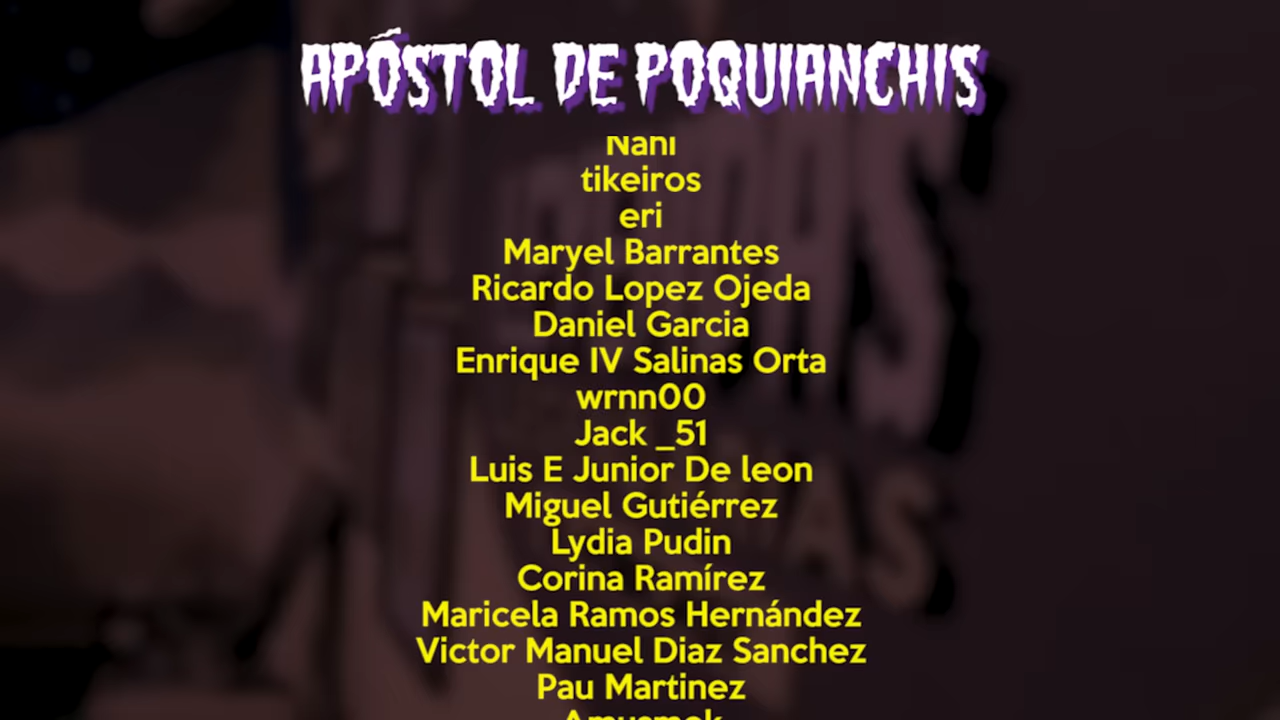 APÓSTOL DE POQUIANCHIS
Nani
tikeiros
eri
Maryel Barrantes
Ricardo Lopez Ojeda
Daniel Garcia
Enrique IV Salinas Orta
wrnn00
Jack _51
Luis E Junior De leon
Miguel Gutiérrez
Lydia Pudin
Corina Ramírez
Maricela Ramos Hernández
Victor Manuel Diaz Sanchez
Pau Martinez